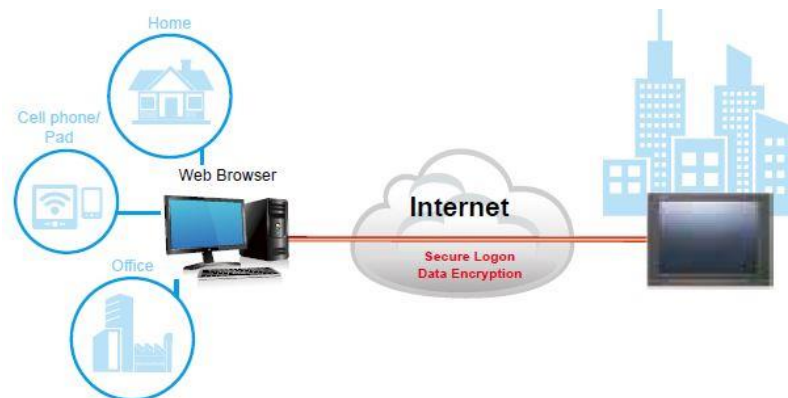 Home
Cell phone/
Pad
Web Browser
Internet
Secure Logon
Data Encryption
Office